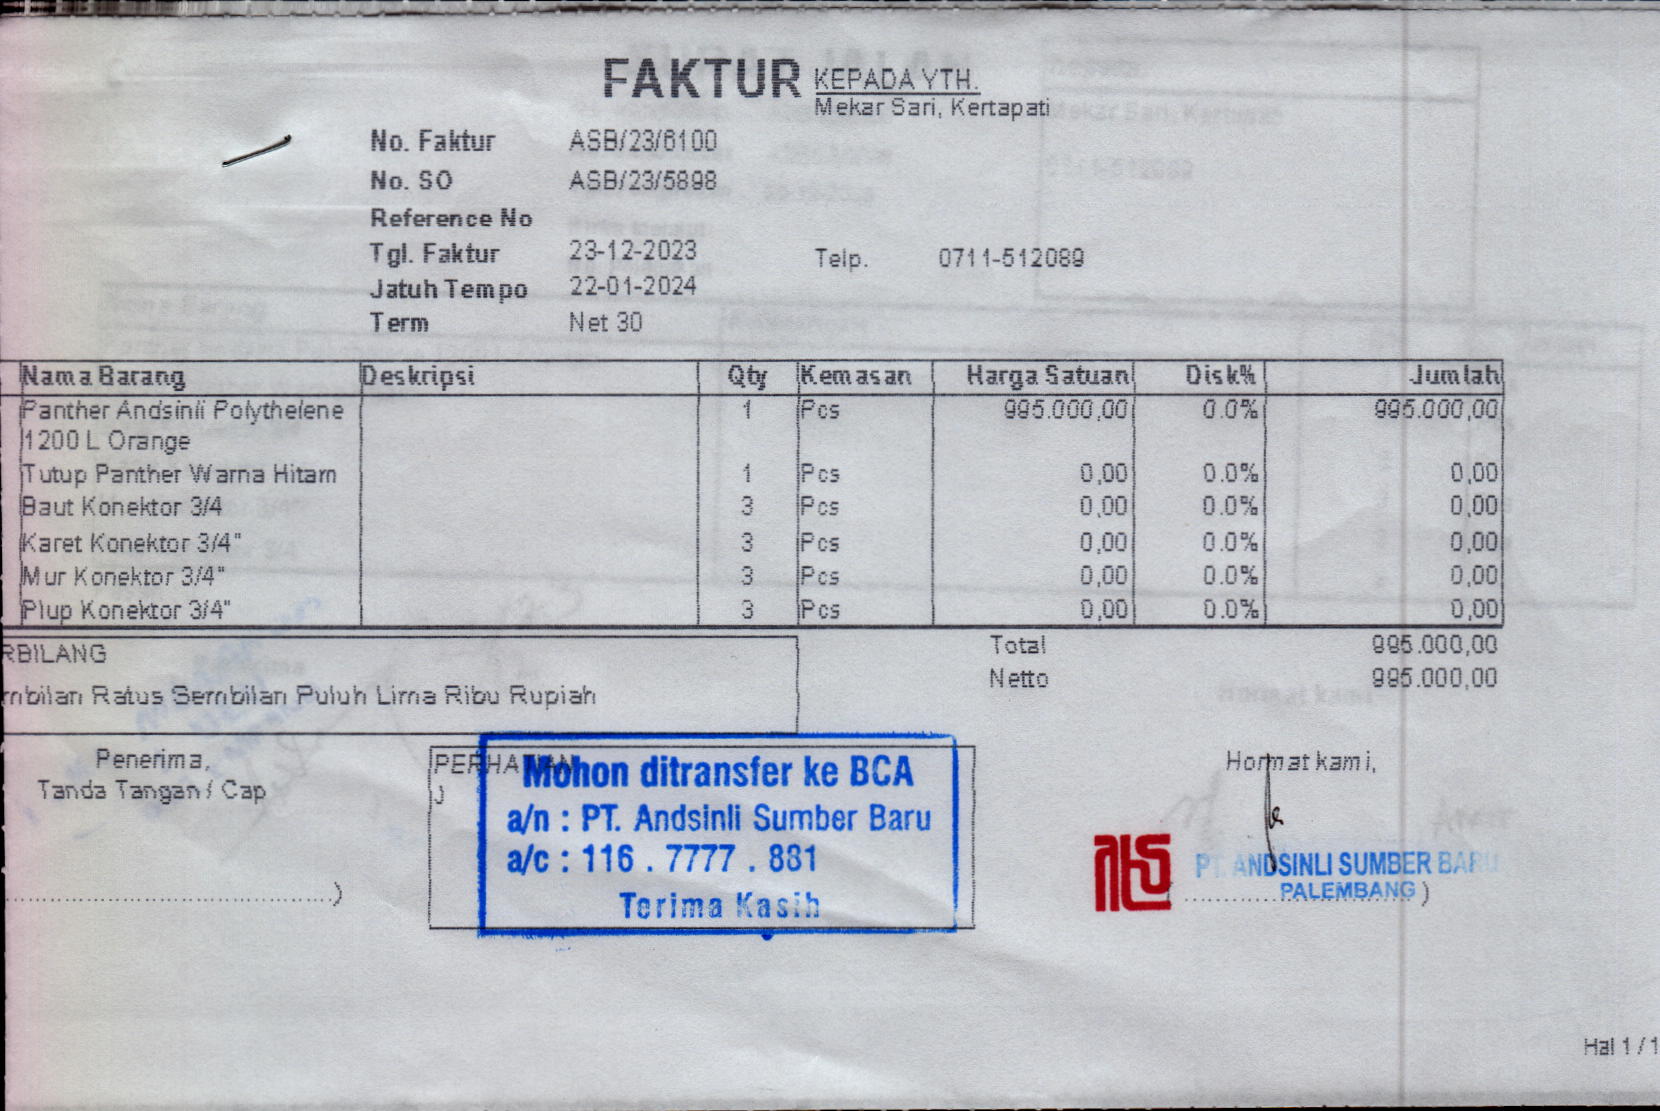 FAKTUR KEPADA YTH.
Mekar Sari, Kertapati
No. Faktur ASB/23/6100
No. SO ASB/23/5898
Reference No
Tgl. Faktur 23-12-2023 Telp. 0711-512089
Jatuh Tempo 22-01-2024
Term Net 30
Nama Barang Deskripsi Qty Kemasan Harga Satuan Disk% Jumlah
Panther Andsinli Polythelene 1 Pcs 995.000,00 0.0% 995.000,00
1200 L Orange
Tutup Panther Warna Hitam 1 Pcs 0,00 0.0% 0,00
Baut Konektor 3/4 3 Pcs 0,00 0.0% 0,00
Karet Konektor 3/4" 3 Pcs 0,00 0.0% 0,00
Mur Konektor 3/4" 3 Pcs 0,00 0.0% 0,00
Plup Konektor 3/4" 3 Pcs 0,00 0.0% 0,00
RBILANG Total 995.000,00
Netto 995.000,00
mbilan Ratus Sembilan Puluh Lima Ribu Rupiah
Penerima,
Tanda Tangan / Cap
PERHATIAN
Mohon ditransfer ke BCA
a/n : PT. Andsinli Sumber Baru
a/c : 116 . 7777 . 881
Terima Kasih
Hormat kami,
PT. ANDSINLI SUMBER BARU
PALEMBANG
Hal 1 / 1